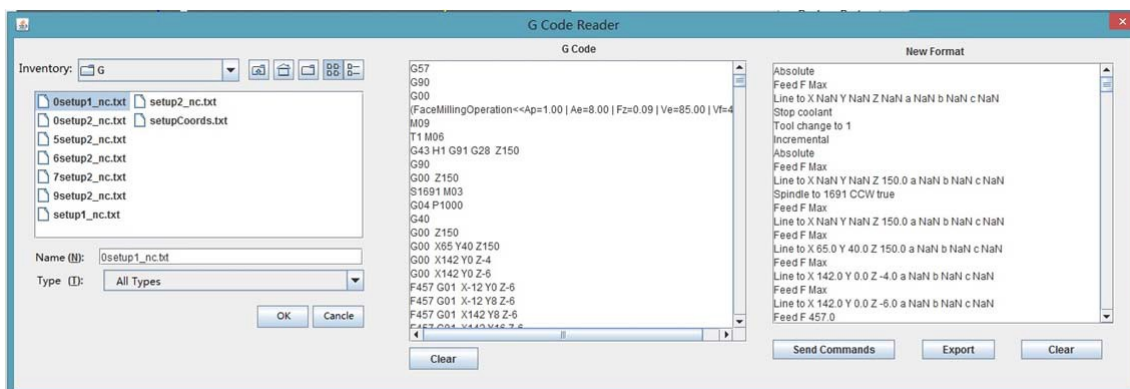 G Code Reader
Inventory: G
0setup1_nc.txt setup2_nc.txt
0setup2_nc.txt setupCoords.txt
5setup2_nc.txt
6setup2_nc.txt
7setup2_nc.txt
9setup2_nc.txt
setup1_nc.txt
Name (N): 0setup1_nc.txt
Type (T): All Types
OK Cancle
G Code
G57
G90
G00
(FaceMillingOperation<<Ap=1.00 | Ae=8.00 | Fz=0.09 | Ve=85.00 | Vf=4
M09
T1 M06
G43 H1 G91 G28 Z150
G90
G00 Z150
S1691 M03
G04 P1000
G40
G00 Z150
G00 X65 Y40 Z150
G00 X142 Y0 Z-4
G00 X142 Y0 Z-6
F457 G01 X-12 Y0 Z-6
F457 G01 X-12 Y8 Z-6
F457 G01 X142 Y8 Z-6
F457 G01 X142 Y16 Z-6
Clear
New Format
Absolute
Feed F Max
Line to X NaN Y NaN Z NaN a NaN b NaN c NaN
Stop coolant
Tool change to 1
Incremental
Absolute
Feed F Max
Line to X NaN Y NaN Z 150.0 a NaN b NaN c NaN
Spindle to 1691 CCW true
Feed F Max
Line to X NaN Y NaN Z 150.0 a NaN b NaN c NaN
Feed F Max
Line to X 65.0 Y 40.0 Z 150.0 a NaN b NaN c NaN
Feed F Max
Line to X 142.0 Y 0.0 Z -4.0 a NaN b NaN c NaN
Feed F Max
Line to X 142.0 Y 0.0 Z -6.0 a NaN b NaN c NaN
Feed F 457.0
Send Commands Export Clear